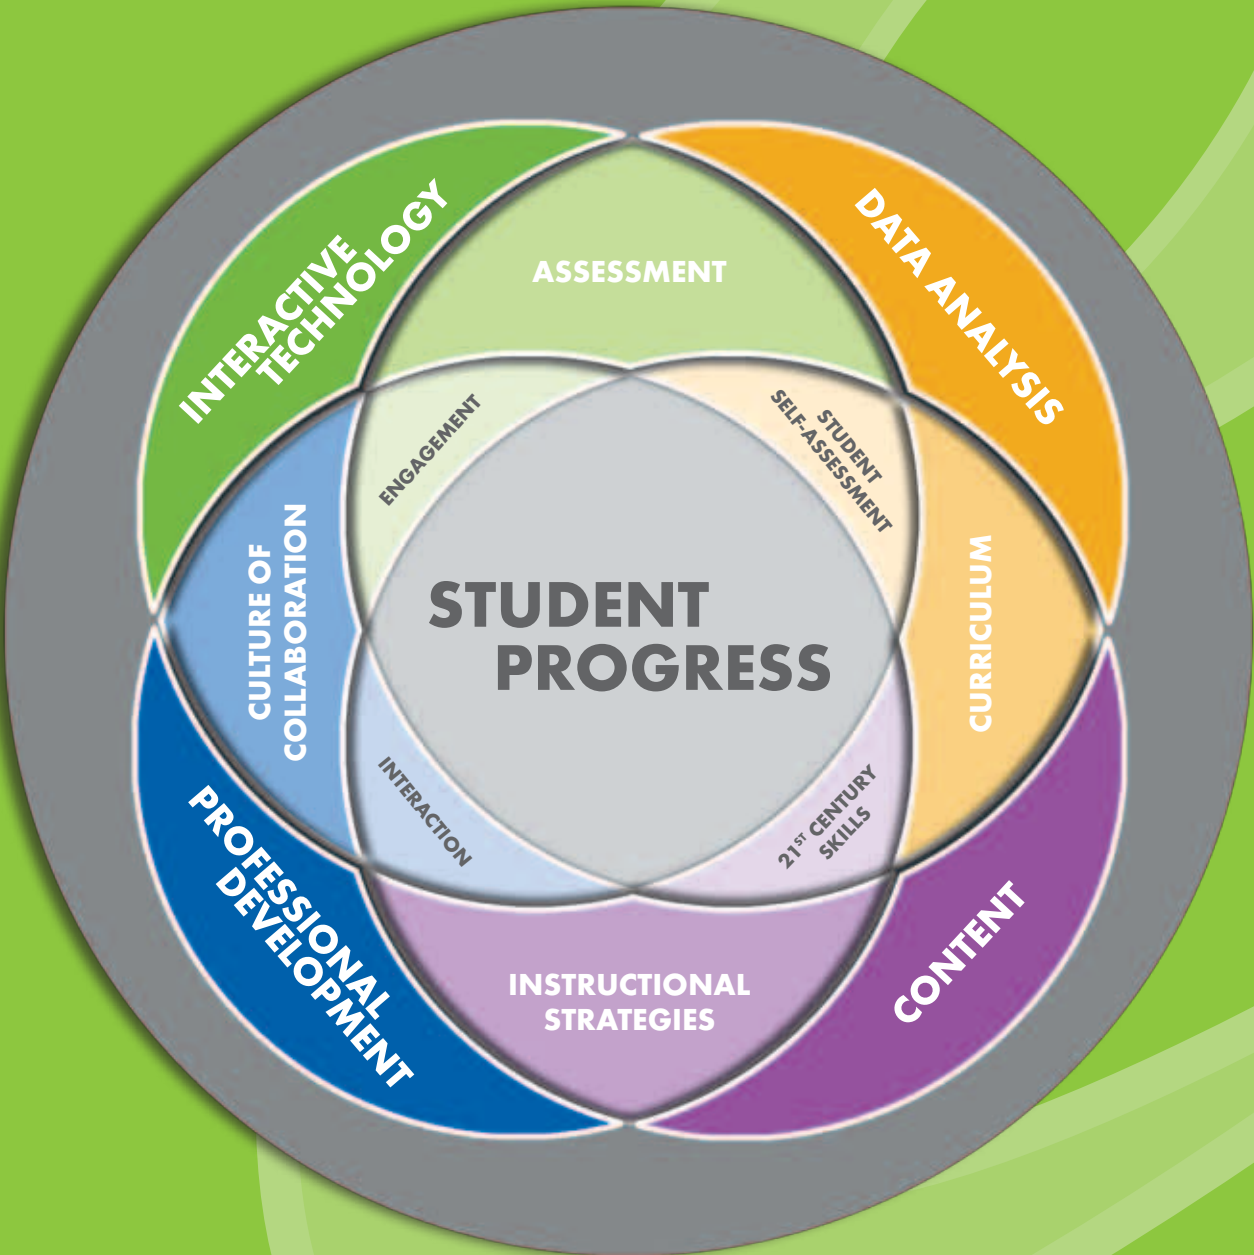 INTERACTIVE
TECHNOLOGY
DATA ANALYSIS
ASSESSMENT
ENGAGEMENT
STUDENT
SELF-ASSESSMENT
CULTURE OF
COLLABORATION
STUDENT
PROGRESS
CURRICULUM
INTERACTION
21ST CENTURY
SKILLS
PROFESSIONAL
DEVELOPMENT
INSTRUCTIONAL
STRATEGIES
CONTENT